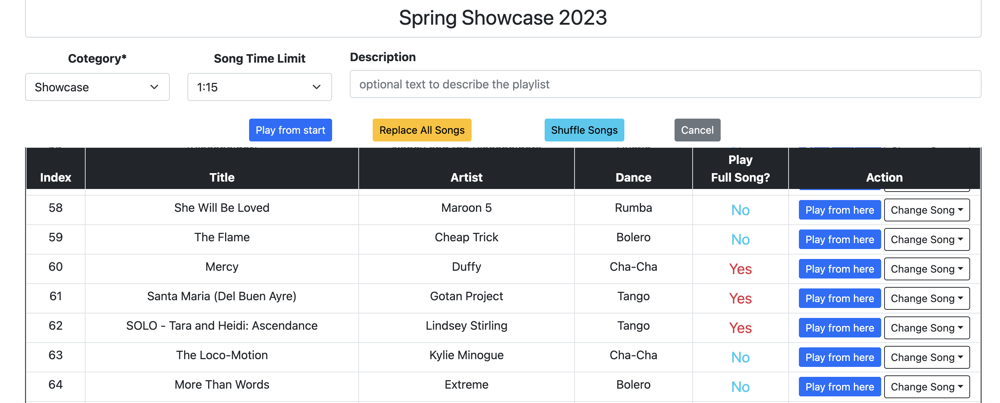 Spring Showcase 2023
Cotegory*
Song Time Limit
Description
Showcase
1:15
optional text to describe the playlist
Play from start
Replace All Songs
Shuffle Songs
Cancel
Index Title Artist Dance Play Full Song? Action
58 She Will Be Loved Maroon 5 Rumba No Play from here Change Song
59 The Flame Cheap Trick Bolero No Play from here Change Song
60 Mercy Duffy Cha-Cha Yes Play from here Change Song
61 Santa Maria (Del Buen Ayre) Gotan Project Tango Yes Play from here Change Song
62 SOLO - Tara and Heidi: Ascendance Lindsey Stirling Tango Yes Play from here Change Song
63 The Loco-Motion Kylie Minogue Cha-Cha No Play from here Change Song
64 More Than Words Extreme Bolero No Play from here Change Song